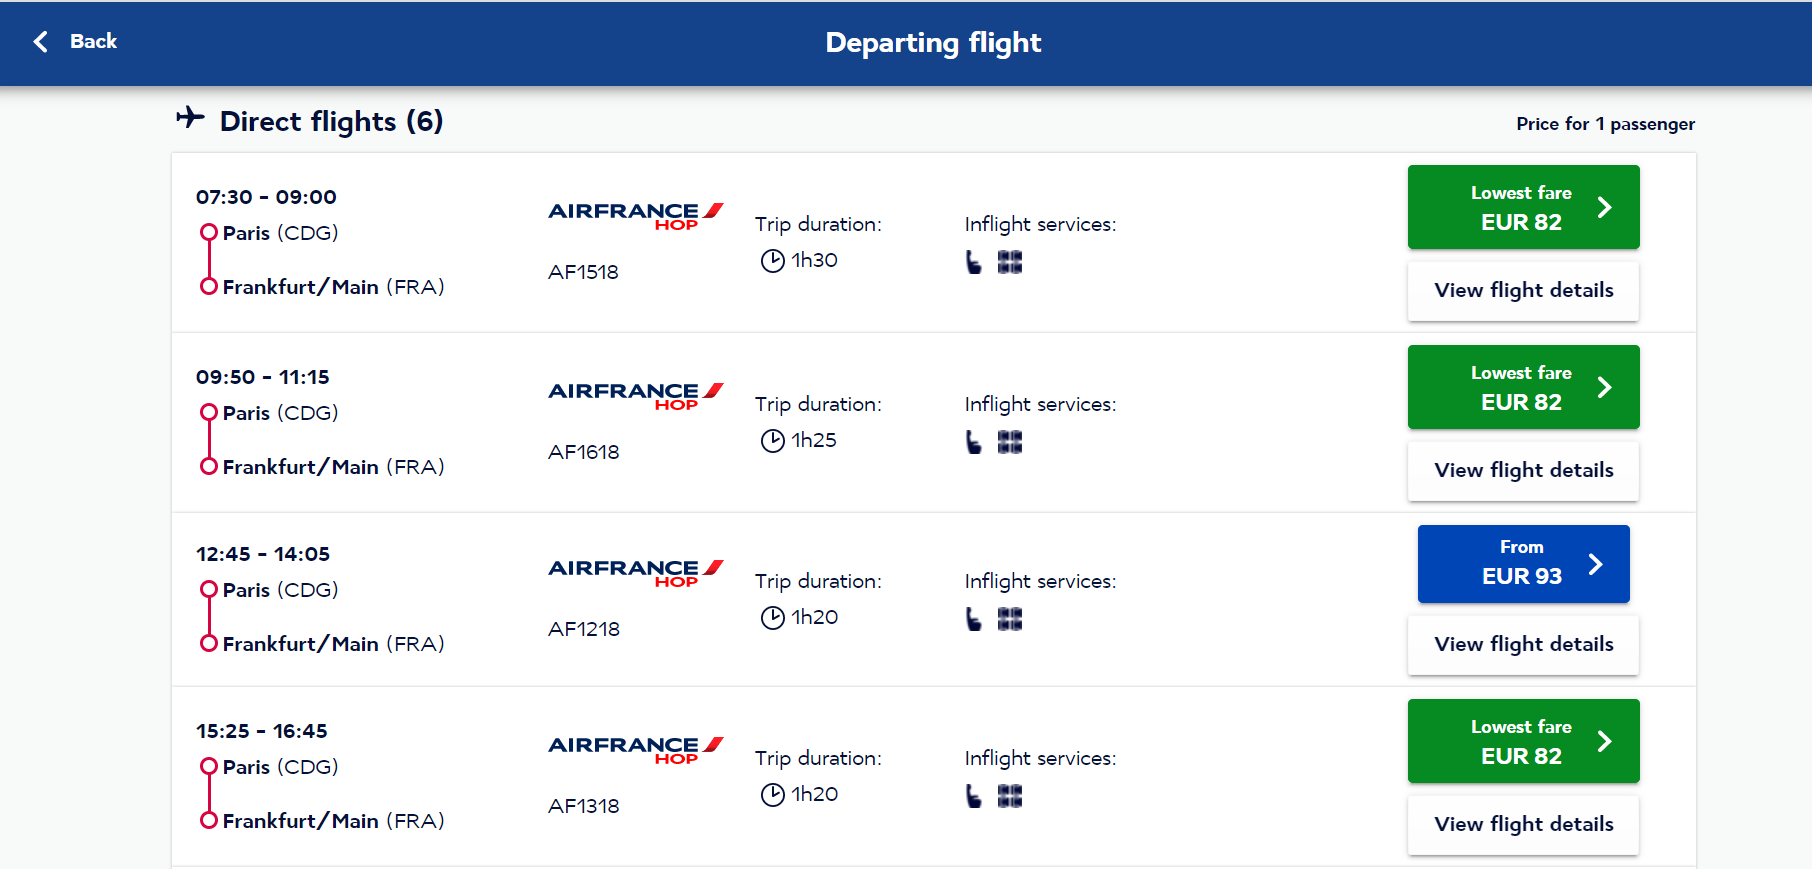 Back
Departing flight
Direct flights (6)
Price for 1 passenger
07:30 - 09:00
Paris (CDG)
Frankfurt/Main (FRA)
AIRFRANCE
HOP
AF1518
Trip duration:
1h30
Inflight services:
Lowest fare
EUR 82
View flight details
09:50 - 11:15
Paris (CDG)
Frankfurt/Main (FRA)
AIRFRANCE
HOP
AF1618
Trip duration:
1h25
Inflight services:
Lowest fare
EUR 82
View flight details
12:45 - 14:05
Paris (CDG)
Frankfurt/Main (FRA)
AIRFRANCE
HOP
AF1218
Trip duration:
1h20
Inflight services:
From
EUR 93
View flight details
15:25 - 16:45
Paris (CDG)
Frankfurt/Main (FRA)
AIRFRANCE
HOP
AF1318
Trip duration:
1h20
Inflight services:
Lowest fare
EUR 82
View flight details